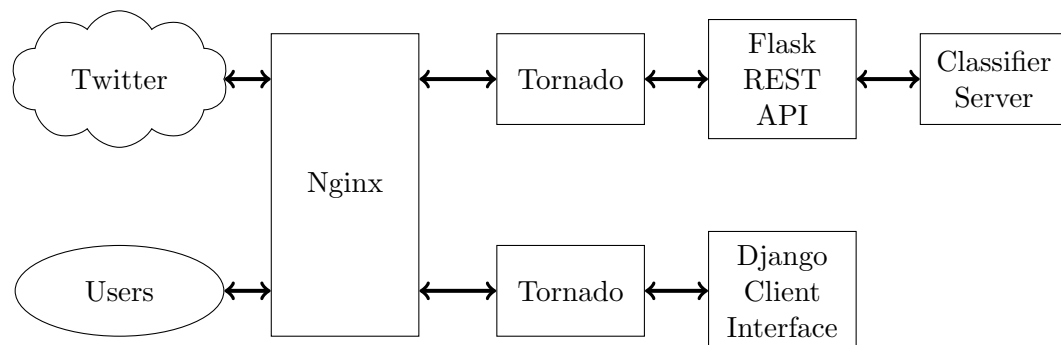 Twitter
Nginx
Tornado
Flask
REST
API
Classifier
Server
Users
Tornado
Django
Client
Interface